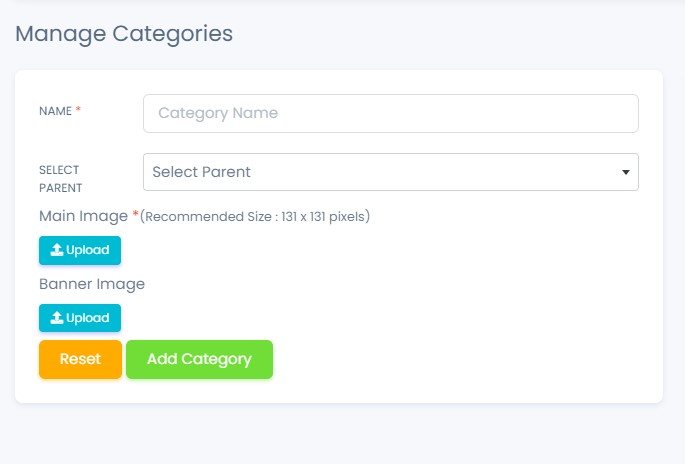 Manage Categories
NAME *
Category Name
SELECT PARENT
Select Parent
Main Image *(Recommended Size : 131 x 131 pixels)
Upload
Banner Image
Upload
Reset Add Category